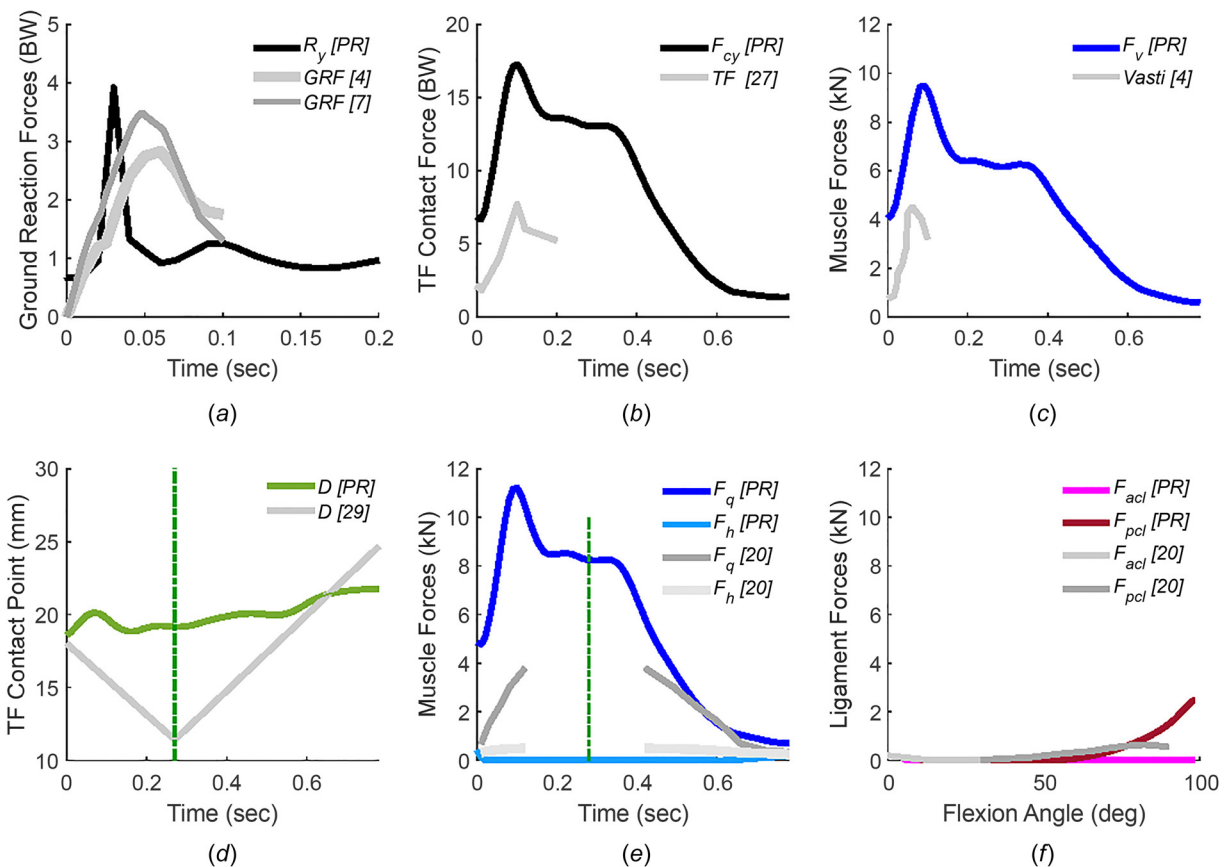 Ground Reaction Forces (BW)
5
4
3
2
1
0
0 0.05 0.1 0.15 0.2
Time (sec)
R_y [PR]
GRF [4]
GRF [7]
(a)
TF Contact Force (BW)
20
15
10
5
0
0 0.2 0.4 0.6
Time (sec)
F_cy [PR]
TF [27]
(b)
Muscle Forces (kN)
12
10
8
6
4
2
0
0 0.2 0.4 0.6
Time (sec)
F_v [PR]
Vasti [4]
(c)
TF Contact Point (mm)
30
25
20
15
10
0 0.2 0.4 0.6
Time (sec)
D [PR]
D [29]
(d)
Muscle Forces (kN)
12
10
8
6
4
2
0
0 0.2 0.4 0.6
Time (sec)
F_q [PR]
F_h [PR]
F_q [20]
F_h [20]
(e)
Ligament Forces (kN)
12
10
8
6
4
2
0
0 50 100
Flexion Angle (deg)
F_acl [PR]
F_pcl [PR]
F_acl [20]
F_pcl [20]
(f)